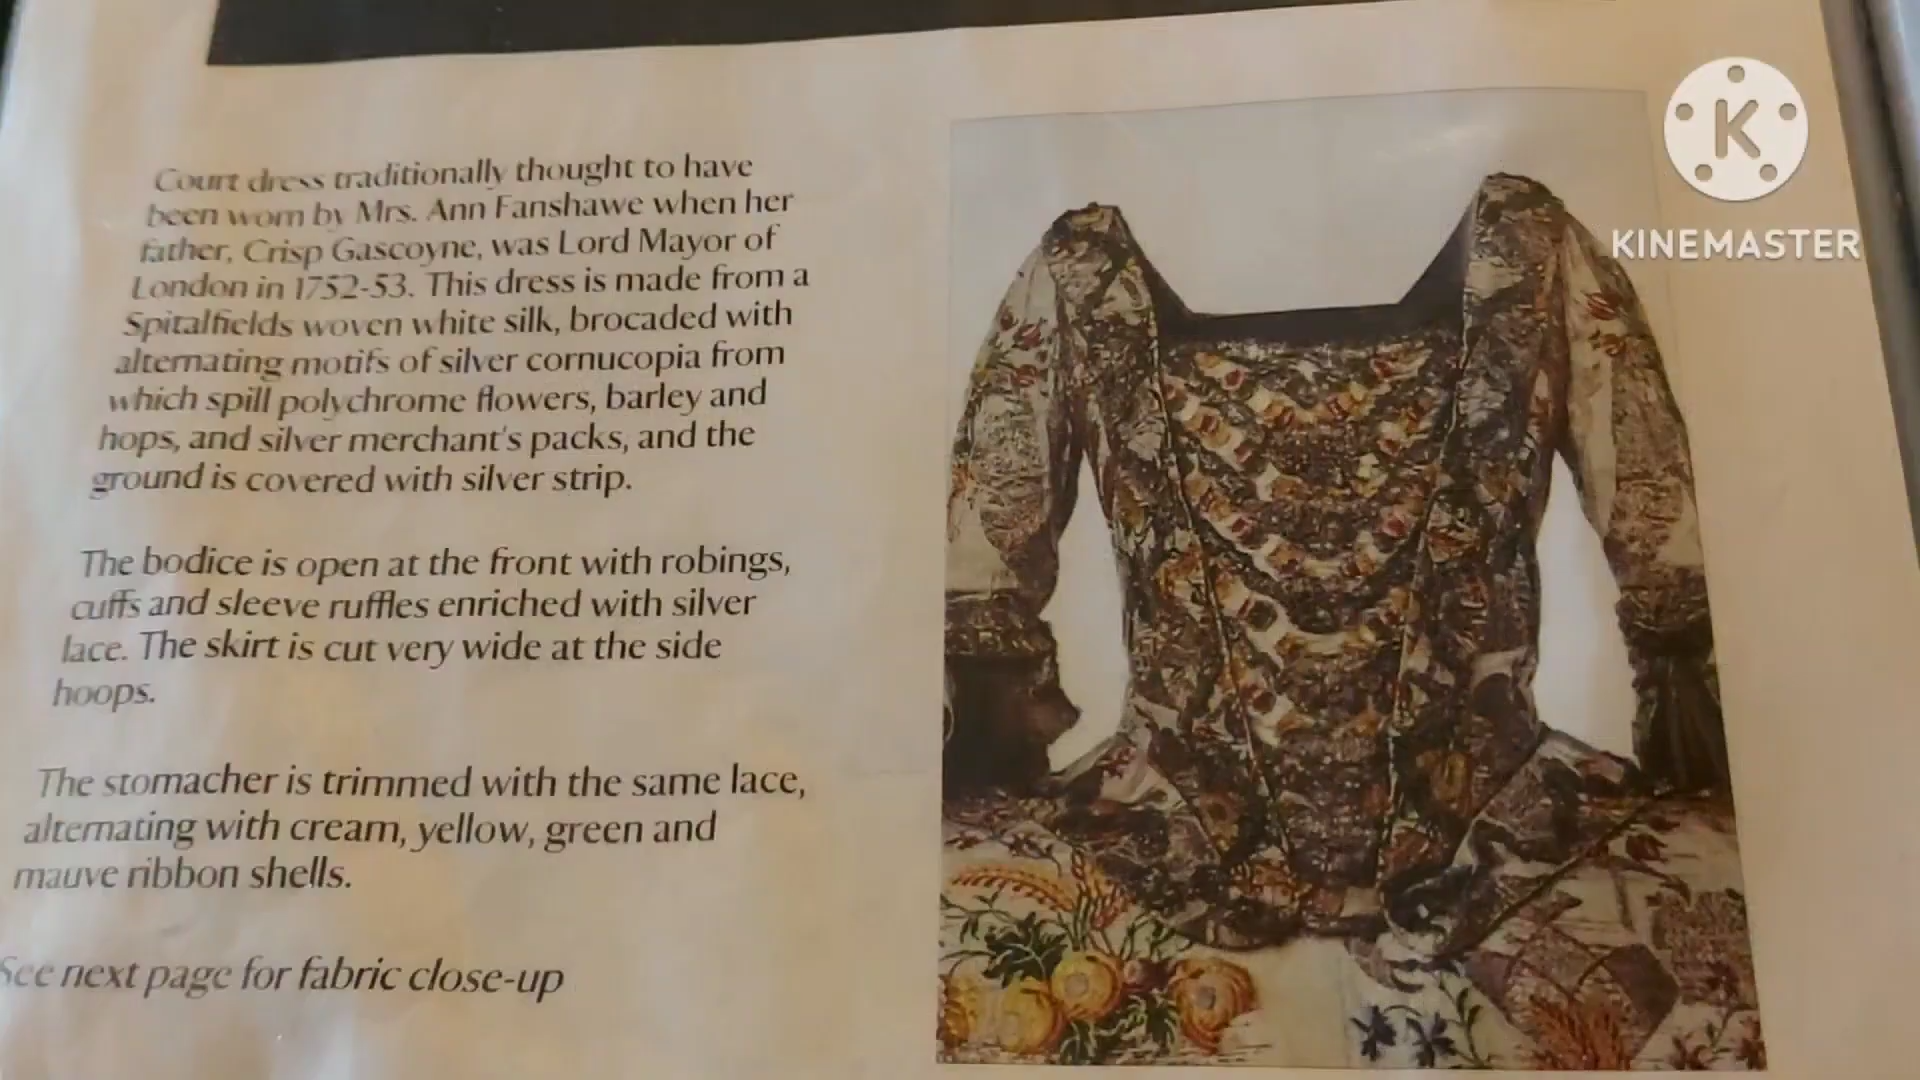 Court dress traditionally thought to have
been worn by Mrs. Ann Fanshawe when her
father, Crisp Gascoyne, was Lord Mayor of
London in 1752-53. This dress is made from a
Spitalfields woven white silk, brocaded with
alternating motifs of silver cornucopia from
which spill polychrome flowers, barley and
hops, and silver merchant's packs, and the
ground is covered with silver strip.
The bodice is open at the front with robings,
cuffs and sleeve ruffles enriched with silver
lace. The skirt is cut very wide at the side
hoops.
The stomacher is trimmed with the same lace,
alternating with cream, yellow, green and
mauve ribbon shells.
See next page for fabric close-up
K
KINEMASTER